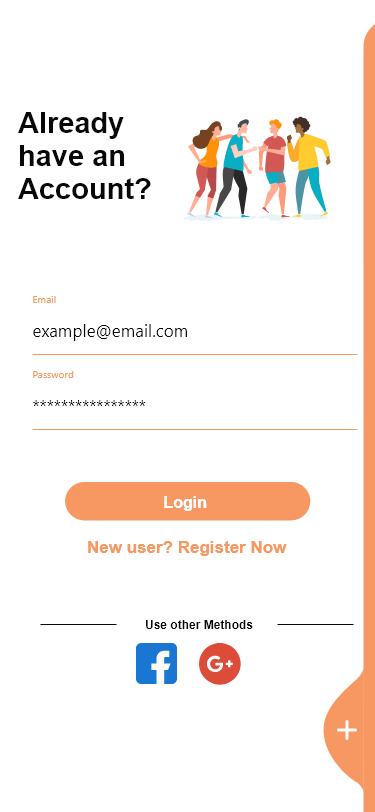 Already
have an
Account?
Email
example@email.com
Password
****************
Login
New user? Register Now
Use other Methods
G+